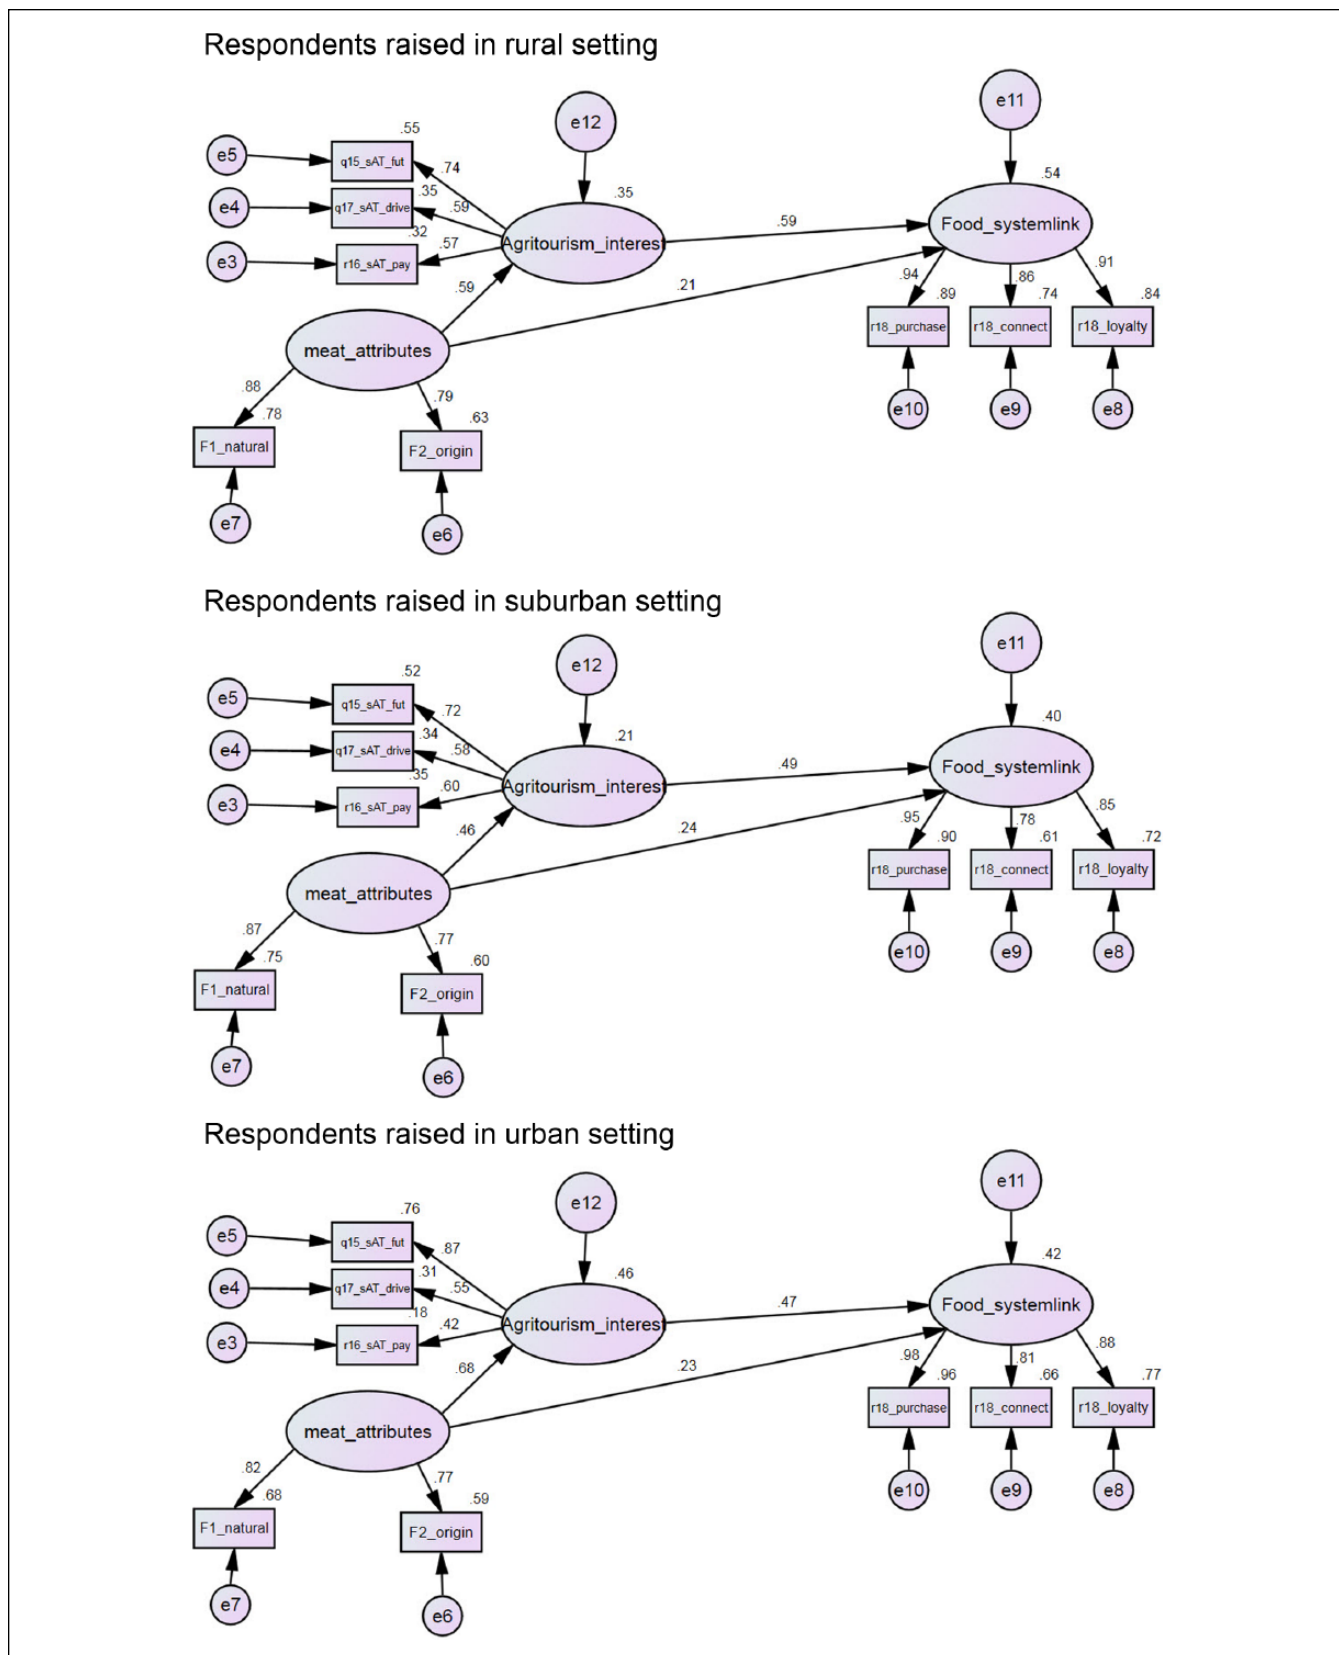 Respondents raised in rural setting
e11
e12
.55
e5
q15_sAT_fut
.74
.54
.35
.35
e4
q17_sAT_drive
.59
.59
Food_systemlink
.32
.57
Agritourism_interest
e3
r16_sAT_pay
.94
.86
.91
.59
.21
.89
.74
.84
r18_purchase
r18_connect
r18_loyalty
meat_attributes
.88
.79
e10
e9
e8
.78
.63
F1_natural
F2_origin
e7
e6
Respondents raised in suburban setting
e11
e12
.52
e5
q15_sAT_fut
.72
.40
.34
.21
e4
q17_sAT_drive
.58
.49
Food_systemlink
.35
.60
Agritourism_interest
e3
r16_sAT_pay
.95
.78
.85
.46
.24
.90
.61
.72
r18_purchase
r18_connect
r18_loyalty
meat_attributes
.87
.77
e10
e9
e8
.75
.60
F1_natural
F2_origin
e7
e6
Respondents raised in urban setting
e11
e12
.76
e5
q15_sAT_fut
.87
.42
.31
.46
e4
q17_sAT_drive
.55
.47
Food_systemlink
.18
.42
Agritourism_interest
e3
r16_sAT_pay
.98
.81
.88
.68
.23
.96
.66
.77
r18_purchase
r18_connect
r18_loyalty
meat_attributes
.82
.77
e10
e9
e8
.68
.59
F1_natural
F2_origin
e7
e6